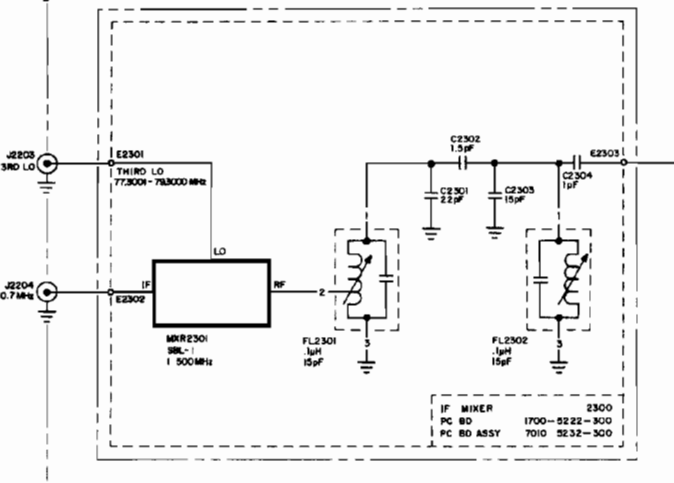 C2302
1.5pF
J2203
3RD LO
E2301
THIRD LO
77.3001-79.3000 MHz
E2303
C2304
1pF
C2301
22pF
C2303
15pF
LO
J2204
0.7MHz
IF
E2302
RF
2
MXR2301
SBL-1
1 500MHz
FL2301
.1µH
15pF
3
FL2302
.1µH
15pF
3
IF MIXER 2300
PC BD 1700-5222-300
PC BD ASSY 7010 5232-300